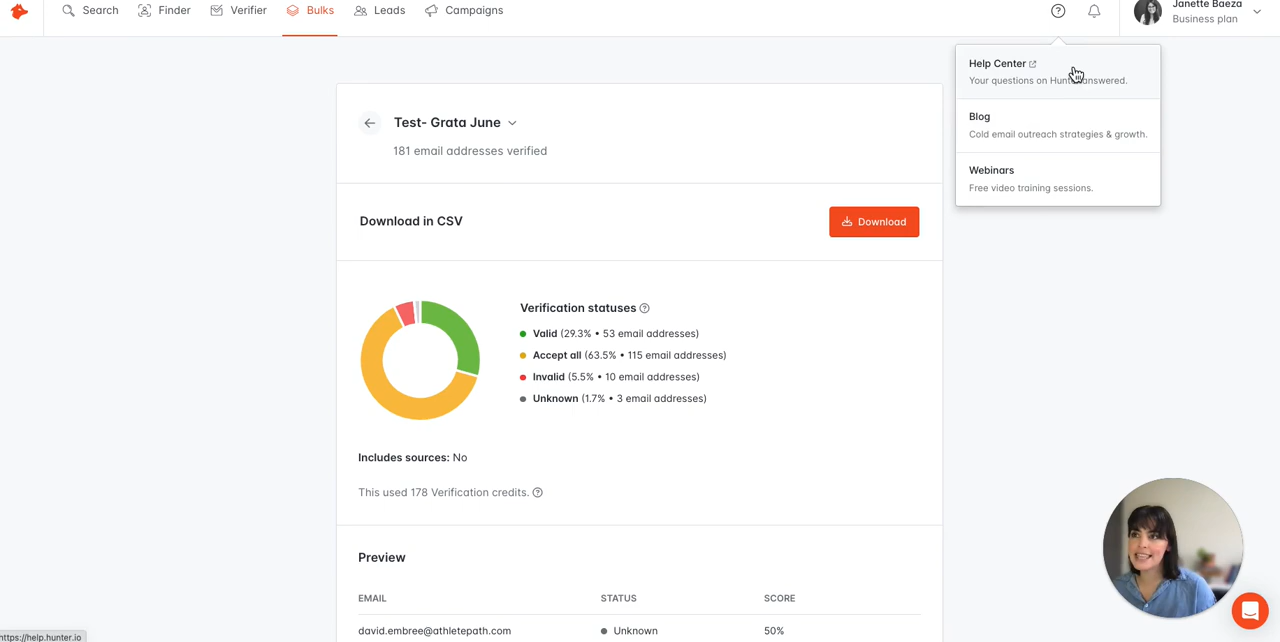 Search
Finder
Verifier
Bulks
Leads
Campaigns
Janette Baeza
Business plan
Help Center
Your questions on Hunter answered.
Blog
Cold email outreach strategies & growth.
Webinars
Free video training sessions.
Test- Grata June
181 email addresses verified
Download in CSV
Download
Verification statuses
Valid (29.3% • 53 email addresses)
Accept all (63.5% • 115 email addresses)
Invalid (5.5% • 10 email addresses)
Unknown (1.7% • 3 email addresses)
Includes sources: No
This used 178 Verification credits.
Preview
EMAIL STATUS SCORE
david.embree@athletepath.com Unknown 50%
https://help.hunter.io